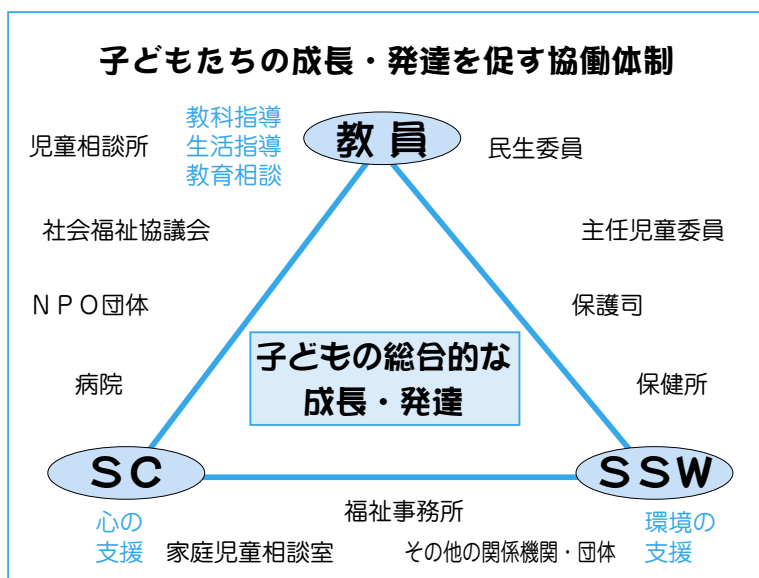 子どもたちの成長・発達を促す協働体制
教科指導
生活指導
教育相談
教員
児童相談所
民生委員
社会福祉協議会
主任児童委員
ＮＰＯ団体
保護司
子どもの総合的な
成長・発達
病院
保健所
ＳＣ
ＳＳＷ
心の
支援
福祉事務所
家庭児童相談室
その他の関係機関・団体
環境の
支援